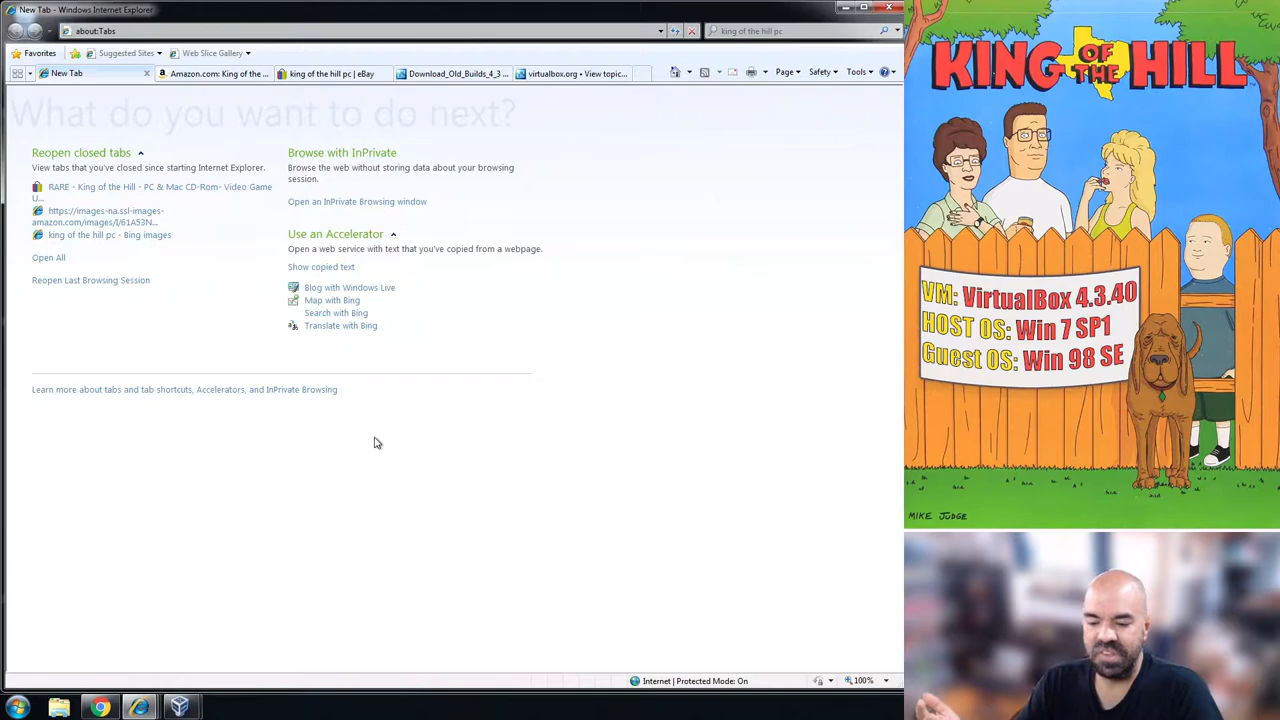 New Tab - Windows Internet Explorer
about:Tabs
king of the hill pc
Favorites
Suggested Sites
Web Slice Gallery
New Tab
Amazon.com: King of the ...
king of the hill pc | eBay
Download_Old_Builds_4_3 ...
virtualbox.org • View topic...
Page
Safety
Tools
What do you want to do next?
Reopen closed tabs
View tabs that you've closed since starting Internet Explorer.
RARE - King of the Hill - PC & Mac CD-Rom- Video Game
U...
https://images-na.ssl-images-
amazon.com/images/I/61A53N...
king of the hill pc - Bing images
Open All
Reopen Last Browsing Session
Browse with InPrivate
Browse the web without storing data about your browsing
session.
Open an InPrivate Browsing window
Use an Accelerator
Open a web service with text that you've copied from a webpage.
Show copied text
Blog with Windows Live
Map with Bing
Search with Bing
Translate with Bing
Learn more about tabs and tab shortcuts, Accelerators, and InPrivate Browsing
Internet | Protected Mode: On
100%
KING OF THE HILL
VM: VirtualBox 4.3.40
HOST OS: Win 7 SP1
Guest OS: Win 98 SE
MIKE JUDGE